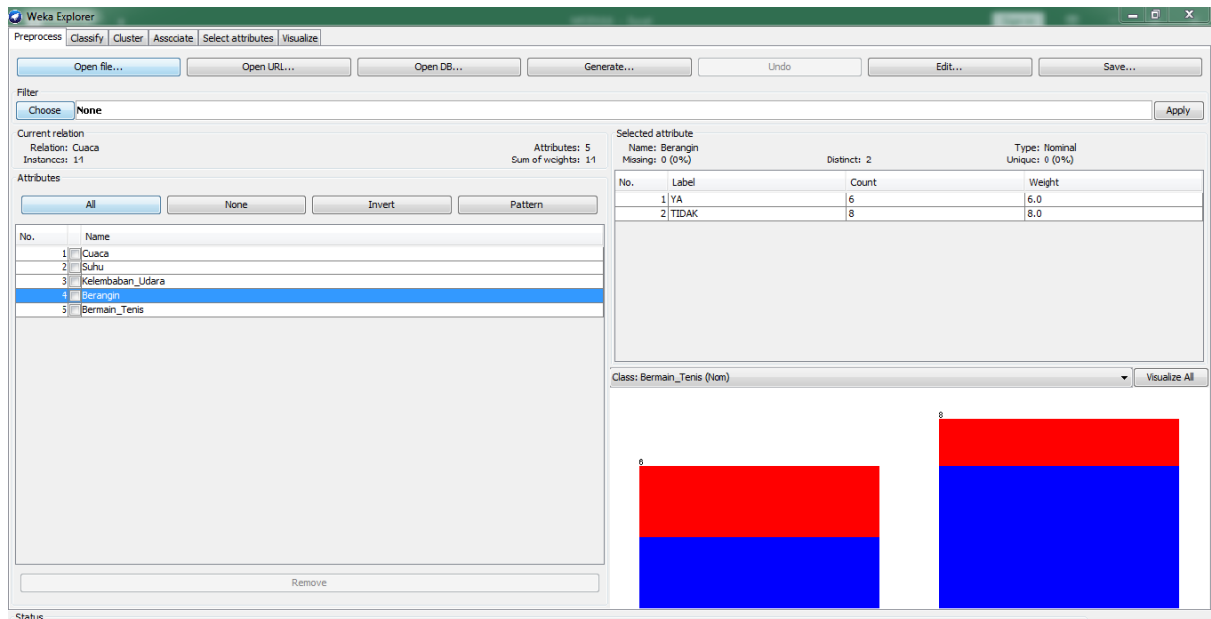 Weka Explorer
Preprocess Classify Cluster Associate Select attributes Visualize
Open file... Open URL... Open DB... Generate... Undo Edit... Save...
Filter
Choose None Apply
Current relation
Relation: Cuaca Attributes: 5
Instances: 14 Sum of weights: 14
Selected attribute
Name: Berangin Type: Nominal
Missing: 0 (0%) Distinct: 2 Unique: 0 (0%)
Attributes
All None Invert Pattern
No. Name
1 Cuaca
2 Suhu
3 Kelembaban_Udara
4 Berangin
5 Bermain_Tenis
Remove
No. Label Count Weight
1 YA 6 6.0
2 TIDAK 8 8.0
Class: Bermain_Tenis (Nom) Visualize All
6
8
Status